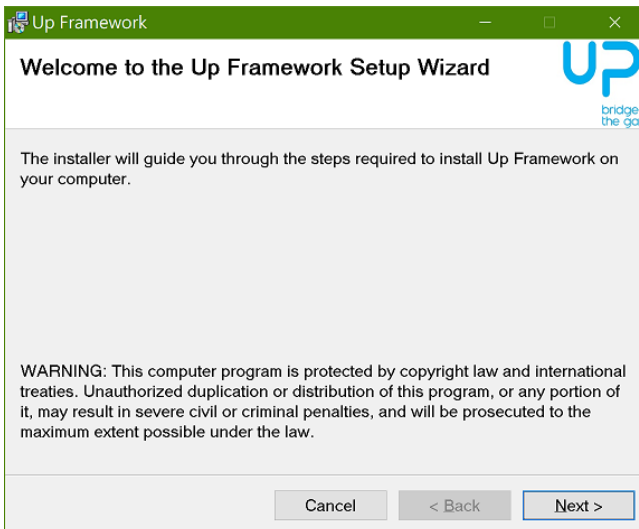 Up Framework
Welcome to the Up Framework Setup Wizard
UP
bridge
the ga
The installer will guide you through the steps required to install Up Framework on
your computer.
WARNING: This computer program is protected by copyright law and international
treaties. Unauthorized duplication or distribution of this program, or any portion of
it, may result in severe civil or criminal penalties, and will be prosecuted to the
maximum extent possible under the law.
Cancel
< Back
Next >